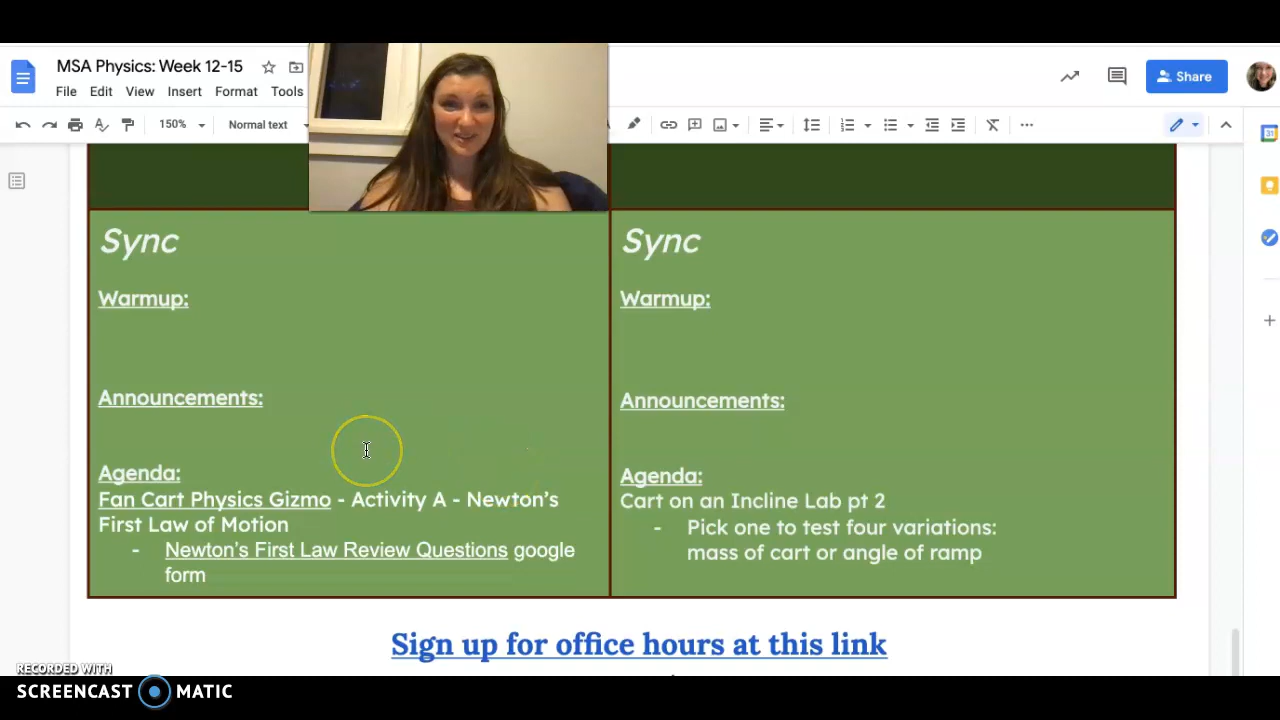 MSA Physics: Week 12-15
File Edit View Insert Format Tools
Share
150%
Normal text
31
Sync
Warmup:
Announcements:
Agenda:
Fan Cart Physics Gizmo - Activity A - Newton's
First Law of Motion
- Newton's First Law Review Questions google
form
Sync
Warmup:
Announcements:
Agenda:
Cart on an Incline Lab pt 2
- Pick one to test four variations:
mass of cart or angle of ramp
Sign up for office hours at this link
RECORDED WITH
SCREENCAST MATIC